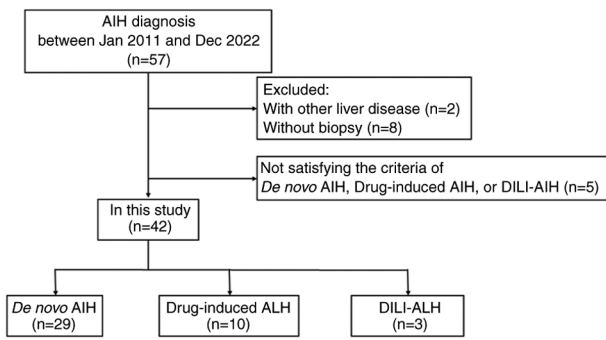 AIH diagnosis
between Jan 2011 and Dec 2022
(n=57)
Excluded:
With other liver disease (n=2)
Without biopsy (n=8)
Not satisfying the criteria of
De novo AIH, Drug-induced AIH, or DILI-AIH (n=5)
In this study
(n=42)
De novo AIH
(n=29)
Drug-induced ALH
(n=10)
DILI-ALH
(n=3)